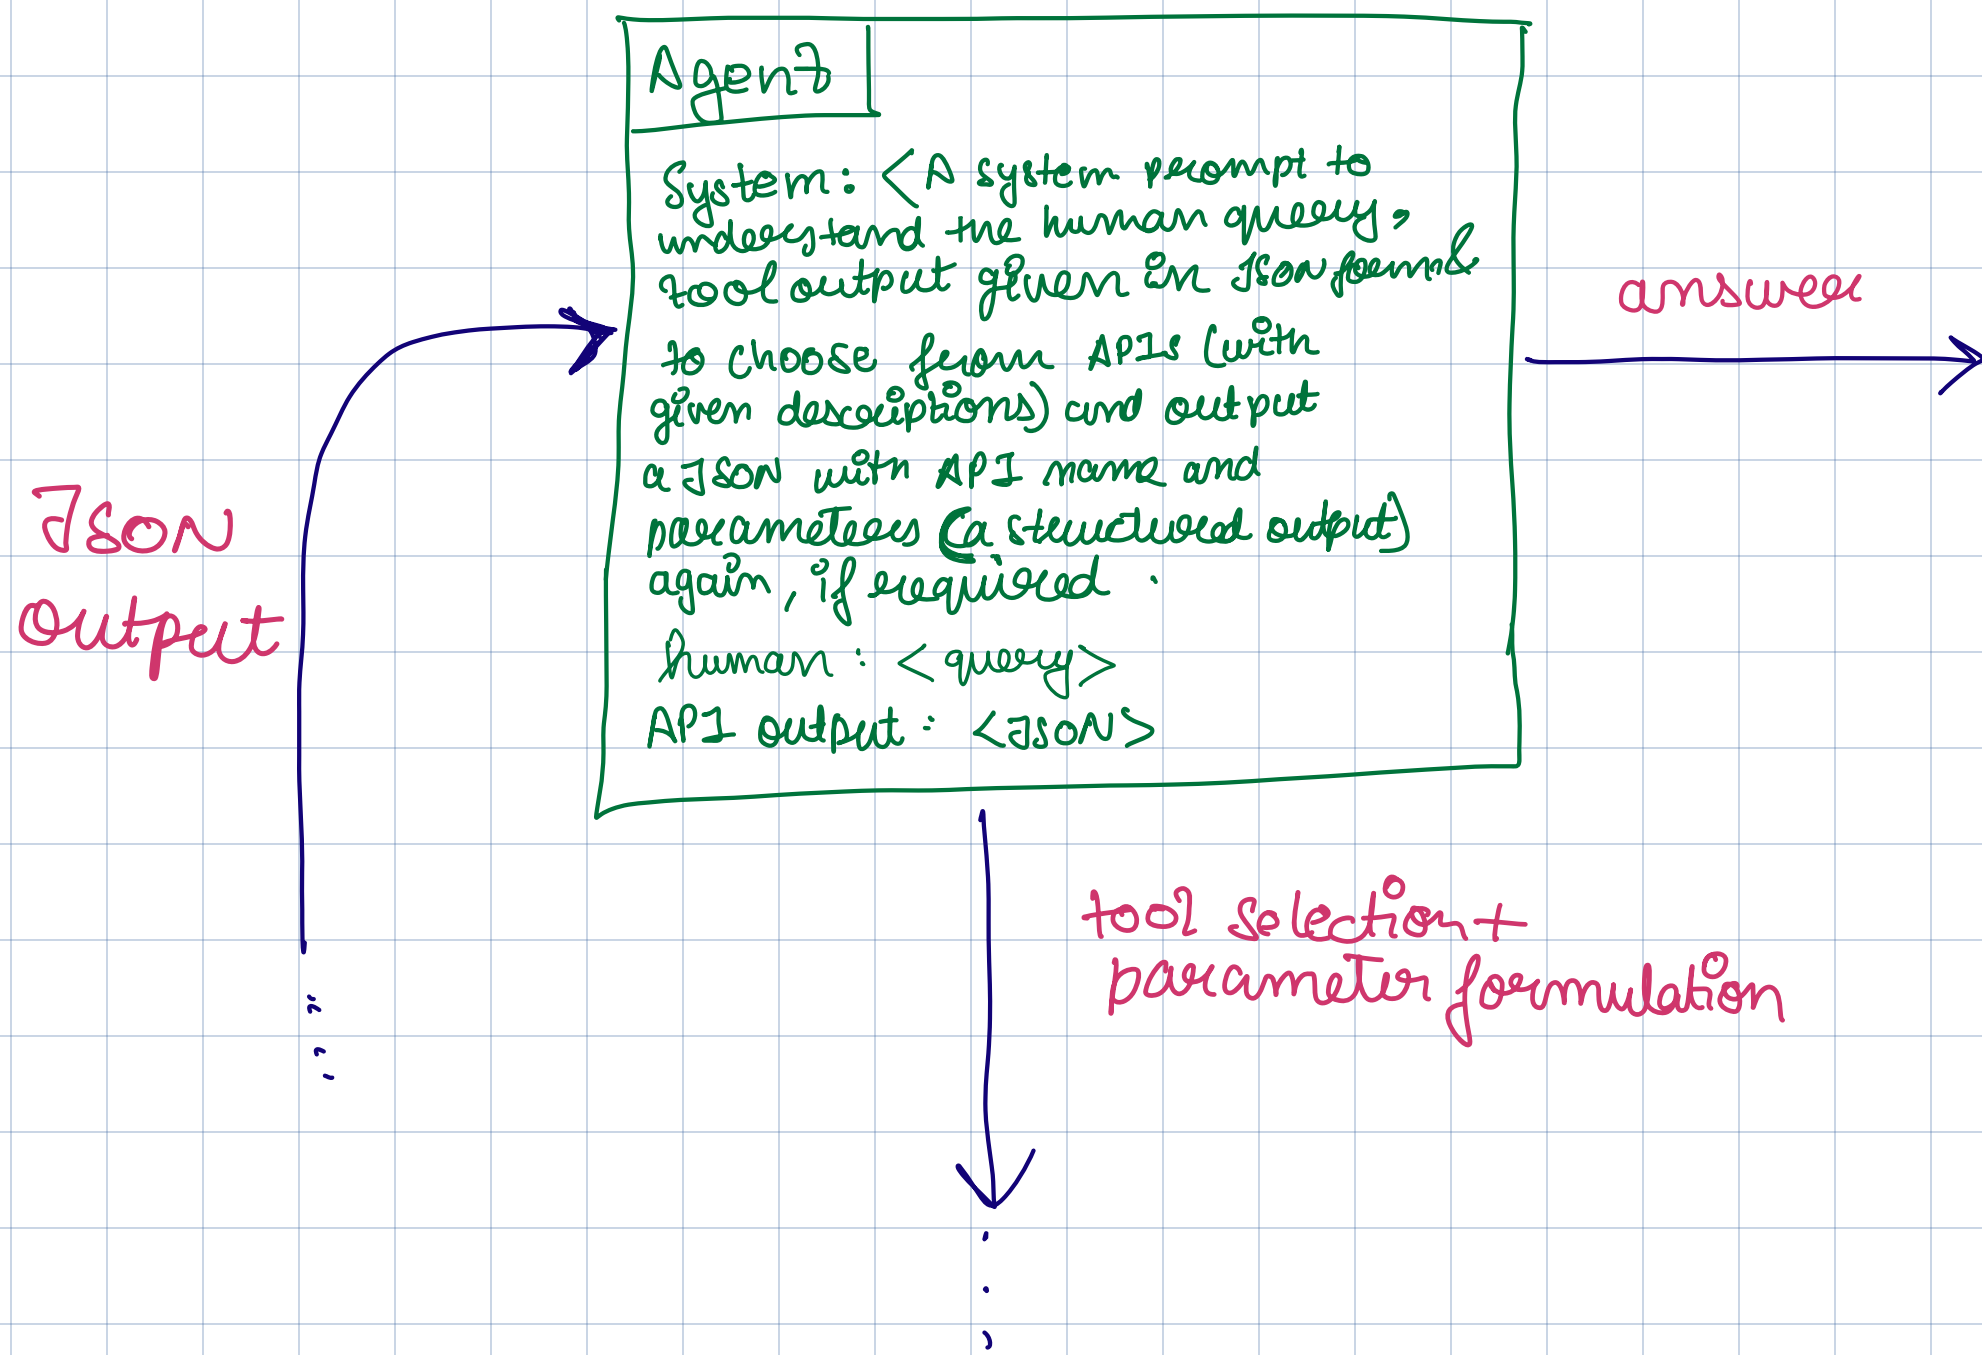 Agent
System: <A system prompt to
understand the human query,
tool output given in JSON form &
to choose from APIs (with
given descriptions) and output
a JSON with API name and
parameters (a structured output)
again, if required.
human: <query>
API output: <JSON>
answer
JSON
output
tool selection +
parameter formulation